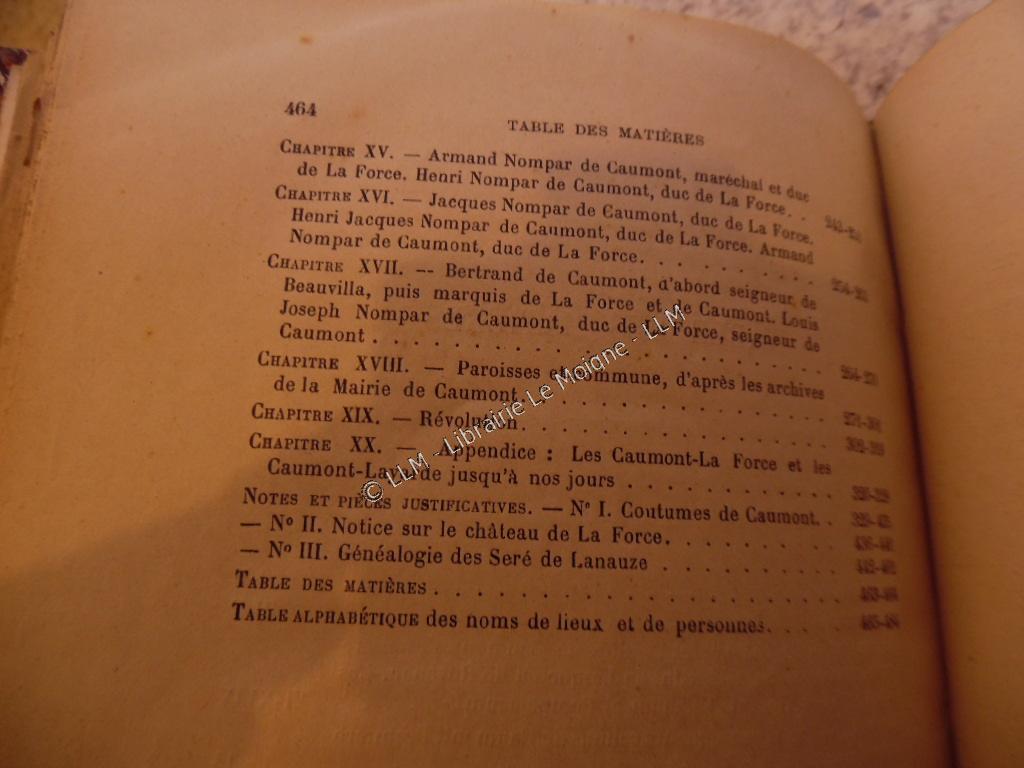 464
TABLE DES MATIÈRES
CHAPITRE XV. — Armand Nompar de Caumont, maréchal et duc
de La Force. Henri Nompar de Caumont, duc de La Force. .
CHAPITRE XVI. — Jacques Nompar de Caumont, duc de La Force.
Henri Jacques Nompar de Caumont, duc de La Force. Armand
Nompar de Caumont, duc de La Force. . . . . . . . . .
CHAPITRE XVII. -- Bertrand de Caumont, d'abord seigneur de
Beauvilla, puis marquis de La Force et de Caumont. Louis
Joseph Nompar de Caumont, duc de La Force, seigneur de
Caumont . . . . . . . . . . . . . . . . . . . .
CHAPITRE XVIII. — Paroisses et commune, d'après les archives
de la Mairie de Caumont. . . . . . . . . . . . . . .
CHAPITRE XIX. — Révolution. . . . . . . . . . . . . . .
CHAPITRE XX. — Appendice : Les Caumont-La Force et les
Caumont-Lavarde jusqu'à nos jours . . . . . . . . . .
NOTES ET PIÈCES JUSTIFICATIVES. — No I. Coutumes de Caumont. .
— No II. Notice sur le château de La Force. . . . . . . . .
— No III. Généalogie des Seré de Lanauze . . . . . . . . .
TABLE DES MATIÈRES . . . . . . . . . . . . . . . . . . . .
TABLE ALPHABÉTIQUE des noms de lieux et de personnes. . . .
© LLM - Librairie Le Moigne - LLM